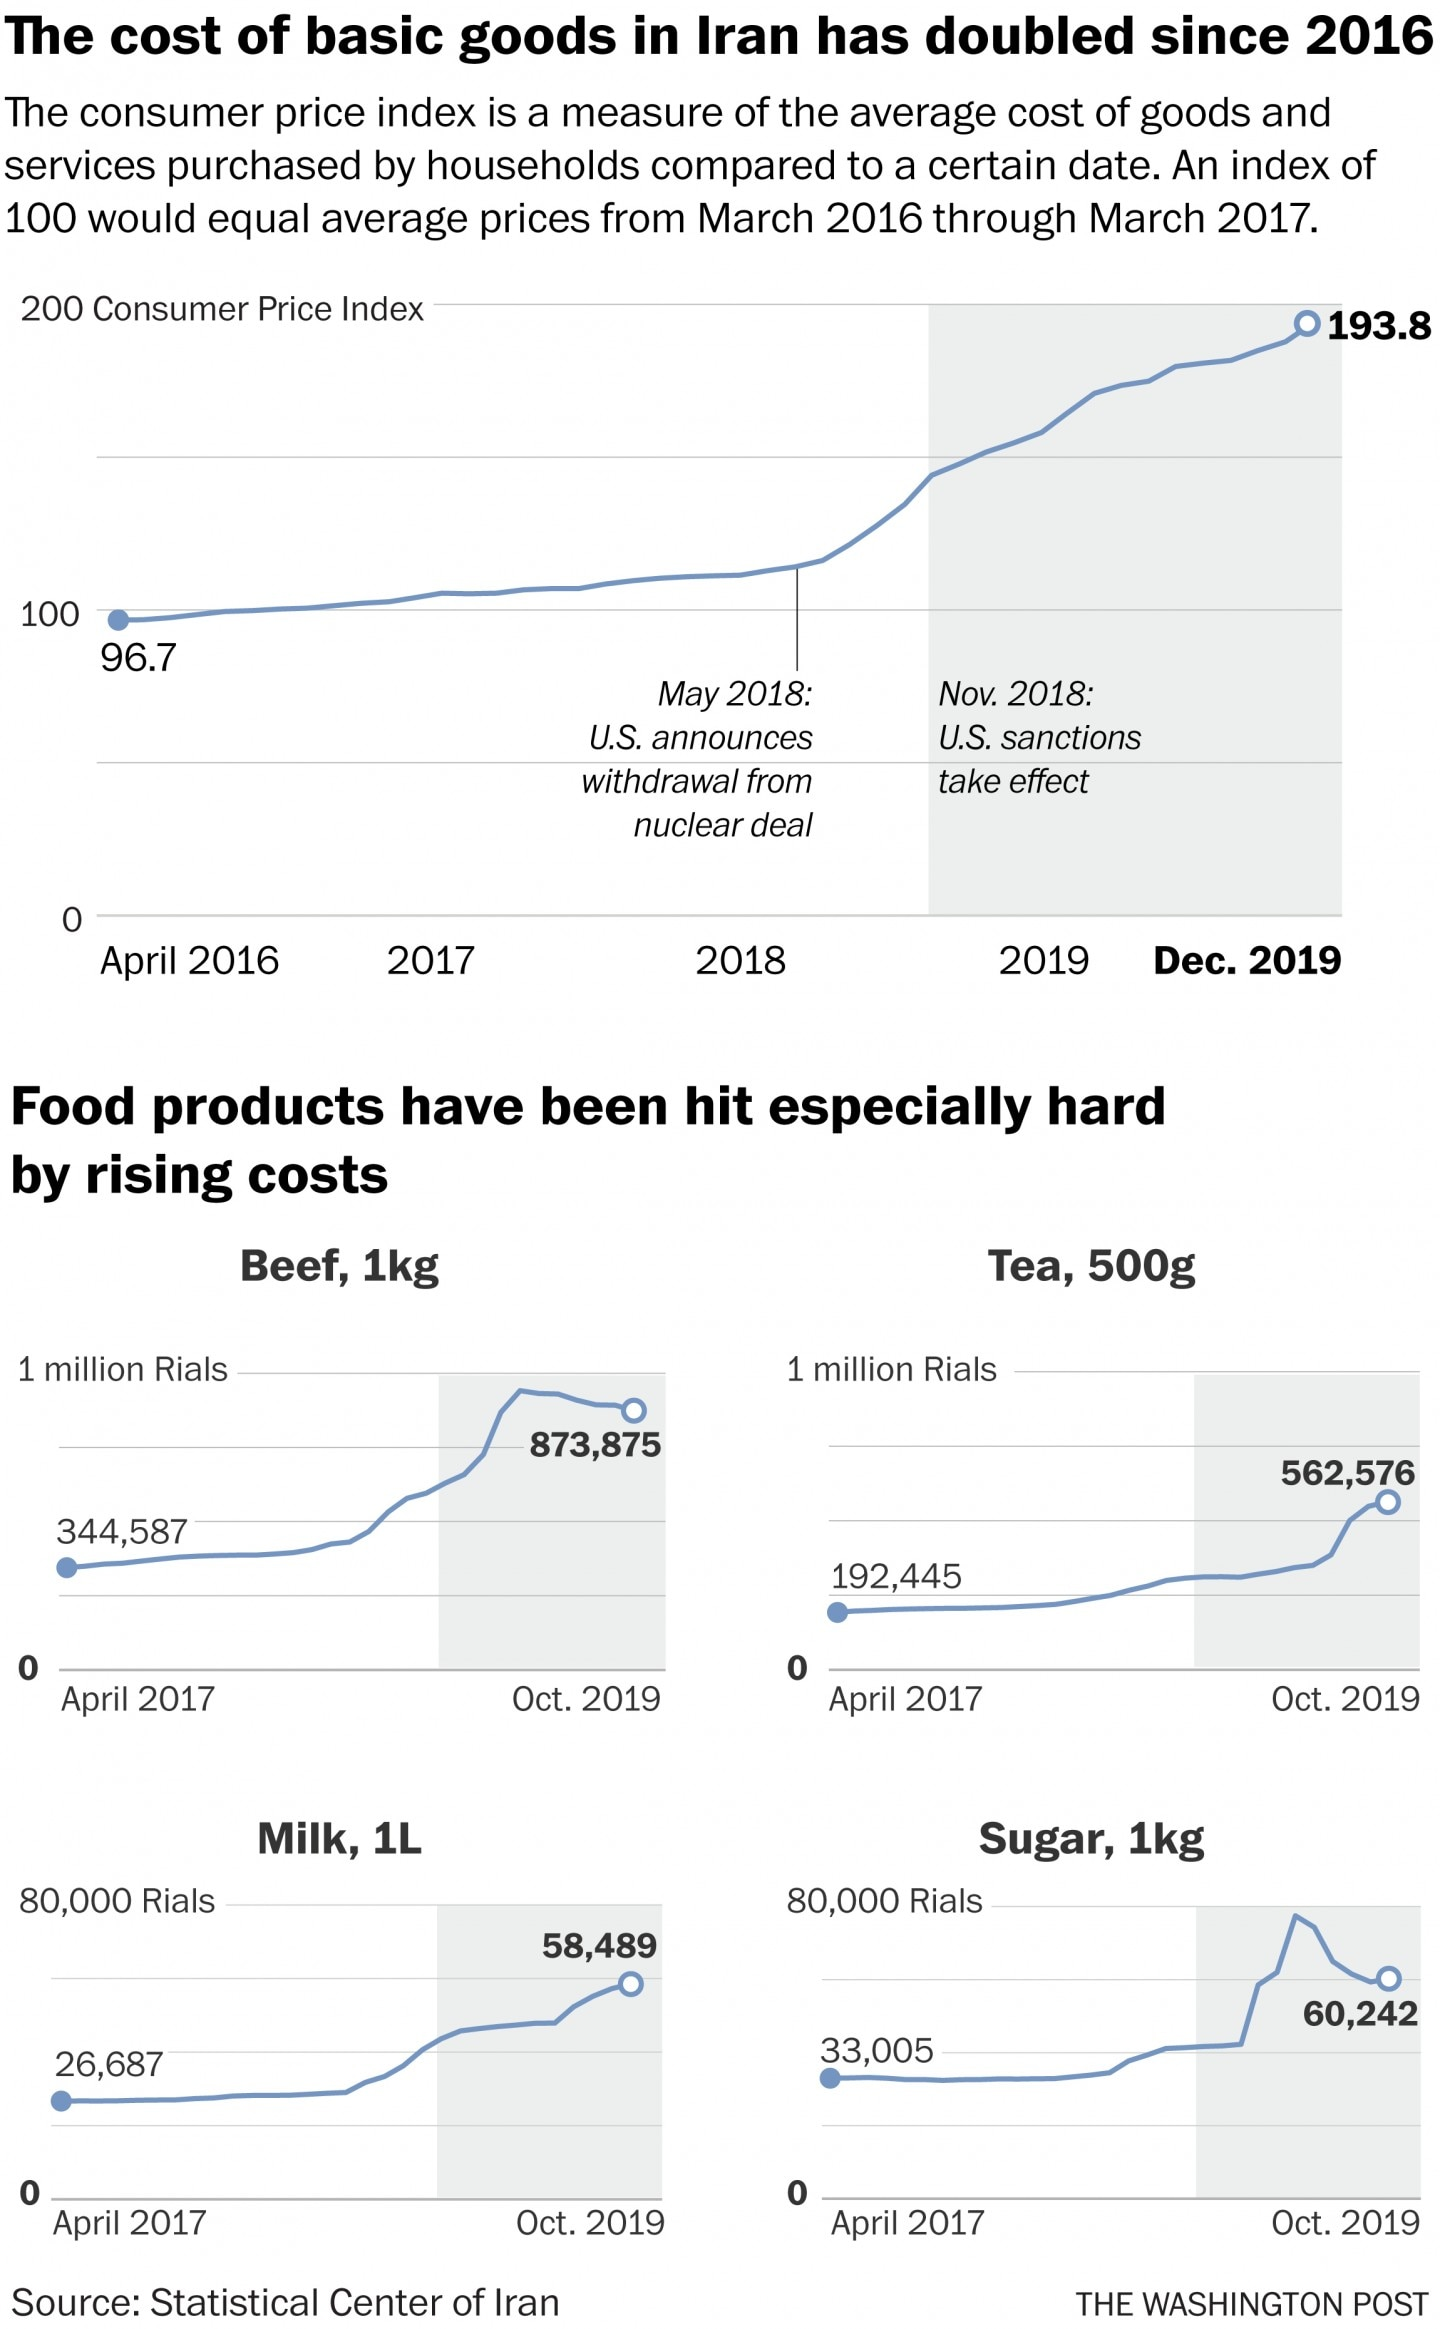 The cost of basic goods in Iran has doubled since 2016
The consumer price index is a measure of the average cost of goods and
services purchased by households compared to a certain date. An index of
100 would equal average prices from March 2016 through March 2017.
200 Consumer Price Index
193.8
100
96.7
May 2018:
U.S. announces
withdrawal from
nuclear deal
Nov. 2018:
U.S. sanctions
take effect
0
April 2016 2017 2018 2019 Dec. 2019
Food products have been hit especially hard
by rising costs
Beef, 1kg
1 million Rials
873,875
344,587
0
April 2017 Oct. 2019
Tea, 500g
1 million Rials
562,576
192,445
0
April 2017 Oct. 2019
Milk, 1L
80,000 Rials
58,489
26,687
0
April 2017 Oct. 2019
Sugar, 1kg
80,000 Rials
60,242
33,005
0
April 2017 Oct. 2019
Source: Statistical Center of Iran
THE WASHINGTON POST